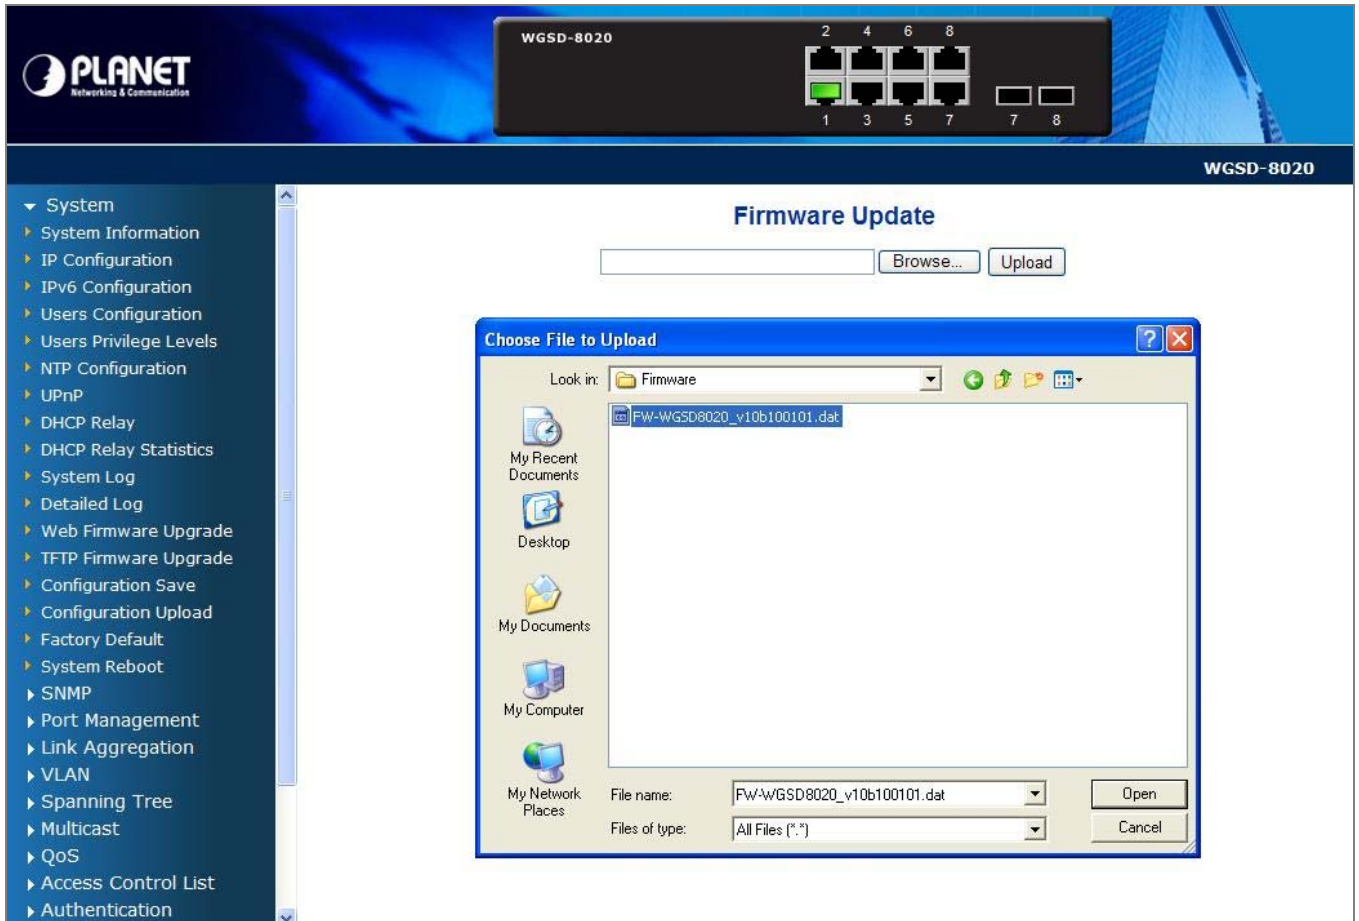 PLANET
Networking & Communication
WGSD-8020
2 4 6 8
1 3 5 7 7 8
WGSD-8020
System
System Information
IP Configuration
IPv6 Configuration
Users Configuration
Users Privilege Levels
NTP Configuration
UPnP
DHCP Relay
DHCP Relay Statistics
System Log
Detailed Log
Web Firmware Upgrade
TFTP Firmware Upgrade
Configuration Save
Configuration Upload
Factory Default
System Reboot
SNMP
Port Management
Link Aggregation
VLAN
Spanning Tree
Multicast
QoS
Access Control List
Authentication
Firmware Update
Browse... Upload
Choose File to Upload
Look in: Firmware
FW-WGSD8020_v10b100101.dat
My Recent
Documents
Desktop
My Documents
My Computer
My Network
Places
File name: FW-WGSD8020_v10b100101.dat Open
Files of type: All Files (*.*) Cancel